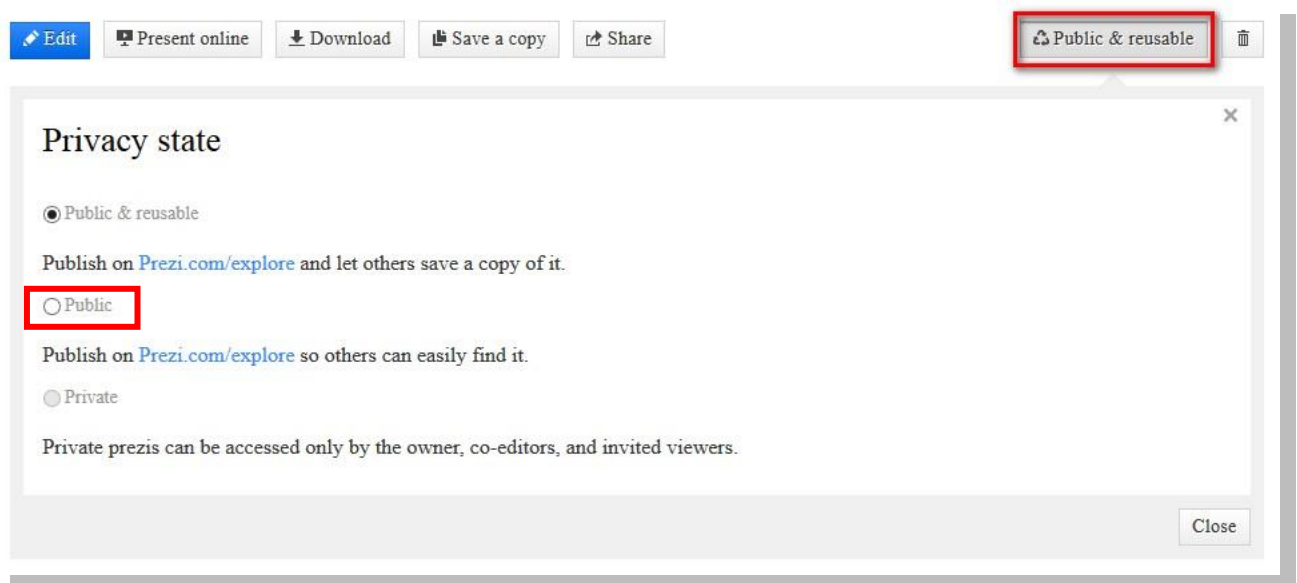 Edit Present online Download Save a copy Share Public & reusable
Privacy state
Public & reusable
Publish on Prezi.com/explore and let others save a copy of it.
Public
Publish on Prezi.com/explore so others can easily find it.
Private
Private prezis can be accessed only by the owner, co-editors, and invited viewers.
Close